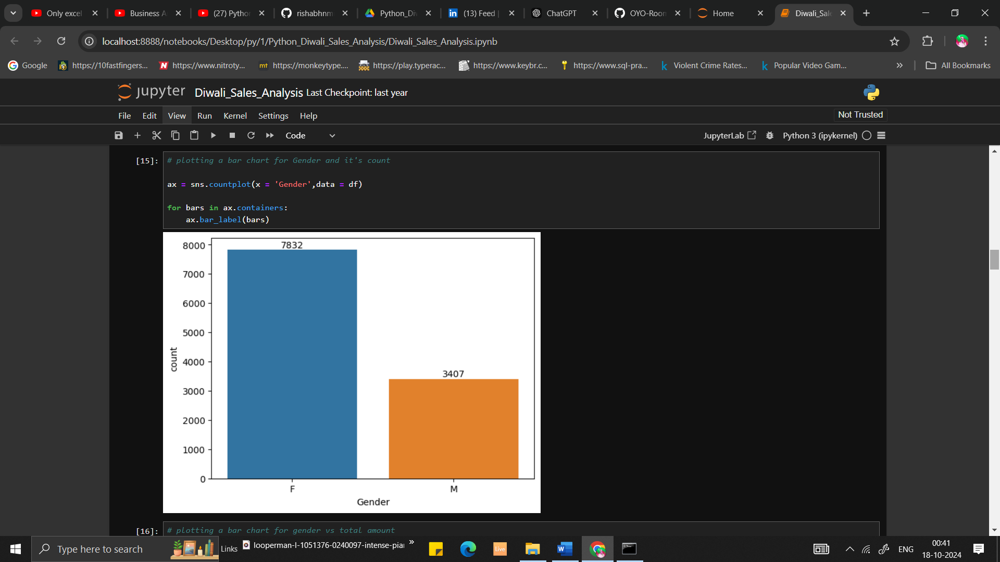 Only excel
Business A
(27) Pytho
rishabhnm
Python_Di
(13) Feed |
ChatGPT
OYO-Roon
Home
Diwali_Sale
localhost:8888/notebooks/Desktop/py/1/Python_Diwali_Sales_Analysis/Diwali_Sales_Analysis.ipynb
Google
https://10fastfingers...
https://www.nitroty...
mt
https://monkeytype....
https://play.typerac...
https://www.keybr.c...
https://www.sql-pra...
k
Violent Crime Rates...
k
Popular Video Gam...
All Bookmarks
jupyter
Diwali_Sales_Analysis Last Checkpoint: last year
File Edit View Run Kernel Settings Help
Not Trusted
Code
JupyterLab
Python 3 (ipykernel)
[15]:
# plotting a bar chart for Gender and it's count
ax = sns.countplot(x = 'Gender',data = df)
for bars in ax.containers:
ax.bar_label(bars)
8000
7832
7000
6000
5000
count
4000
3407
3000
2000
1000
0
F
M
Gender
[16]:
# plotting a bar chart for gender vs total amount
Type here to search
Links
looperman-l-1051376-0240097-intense-pia
Live
W
ENG
00:41
18-10-2024